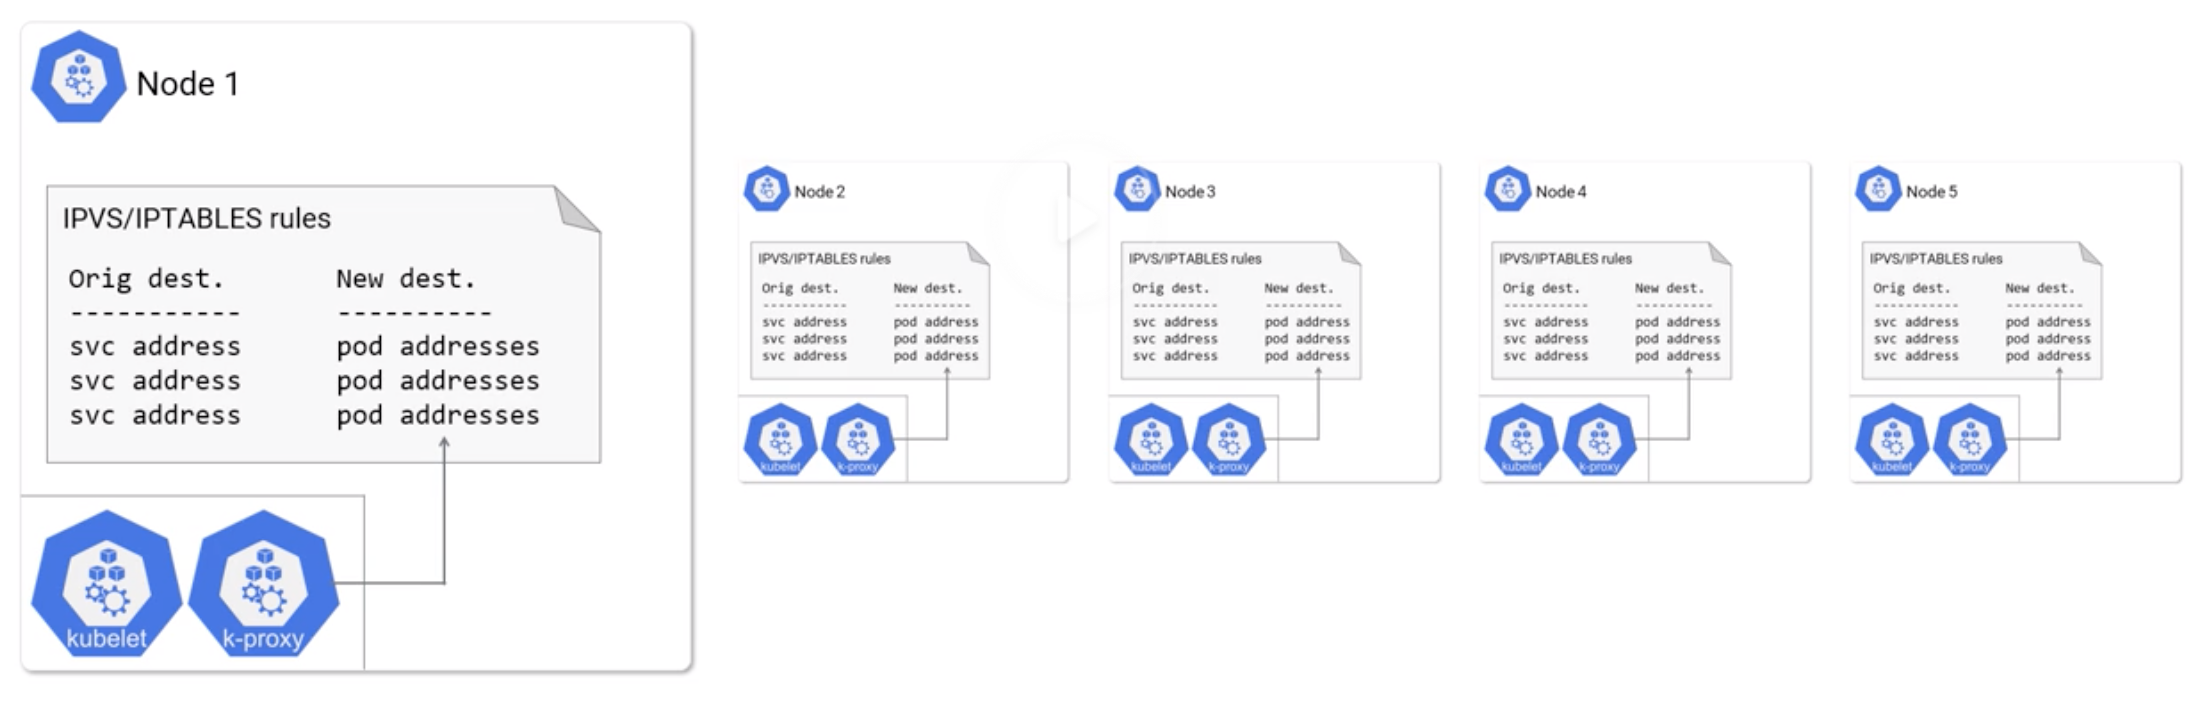 Node 1
IPVS/IPTABLES rules
Orig dest. New dest.
----------- ----------
svc address pod addresses
svc address pod addresses
svc address pod addresses
kubelet k-proxy
Node 2
IPVS/IPTABLES rules
Orig dest. New dest.
----------- ----------
svc address pod address
svc address pod address
svc address pod address
kubelet k-proxy
Node 3
IPVS/IPTABLES rules
Orig dest. New dest.
----------- ----------
svc address pod address
svc address pod address
svc address pod address
kubelet k-proxy
Node 4
IPVS/IPTABLES rules
Orig dest. New dest.
----------- ----------
svc address pod address
svc address pod address
svc address pod address
kubelet k-proxy
Node 5
IPVS/IPTABLES rules
Orig dest. New dest.
----------- ----------
svc address pod address
svc address pod address
svc address pod address
kubelet k-proxy